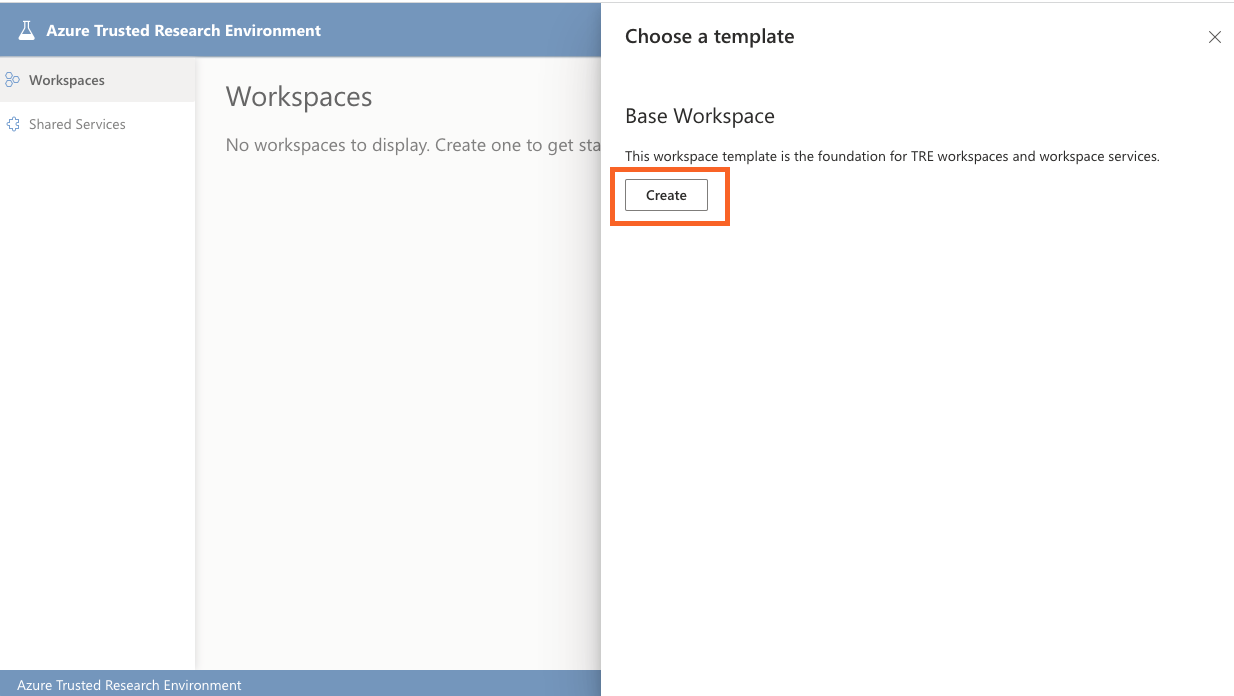 Azure Trusted Research Environment
Workspaces
Shared Services
Workspaces
No workspaces to display. Create one to get sta
Choose a template
Base Workspace
This workspace template is the foundation for TRE workspaces and workspace services.
Create
Azure Trusted Research Environment